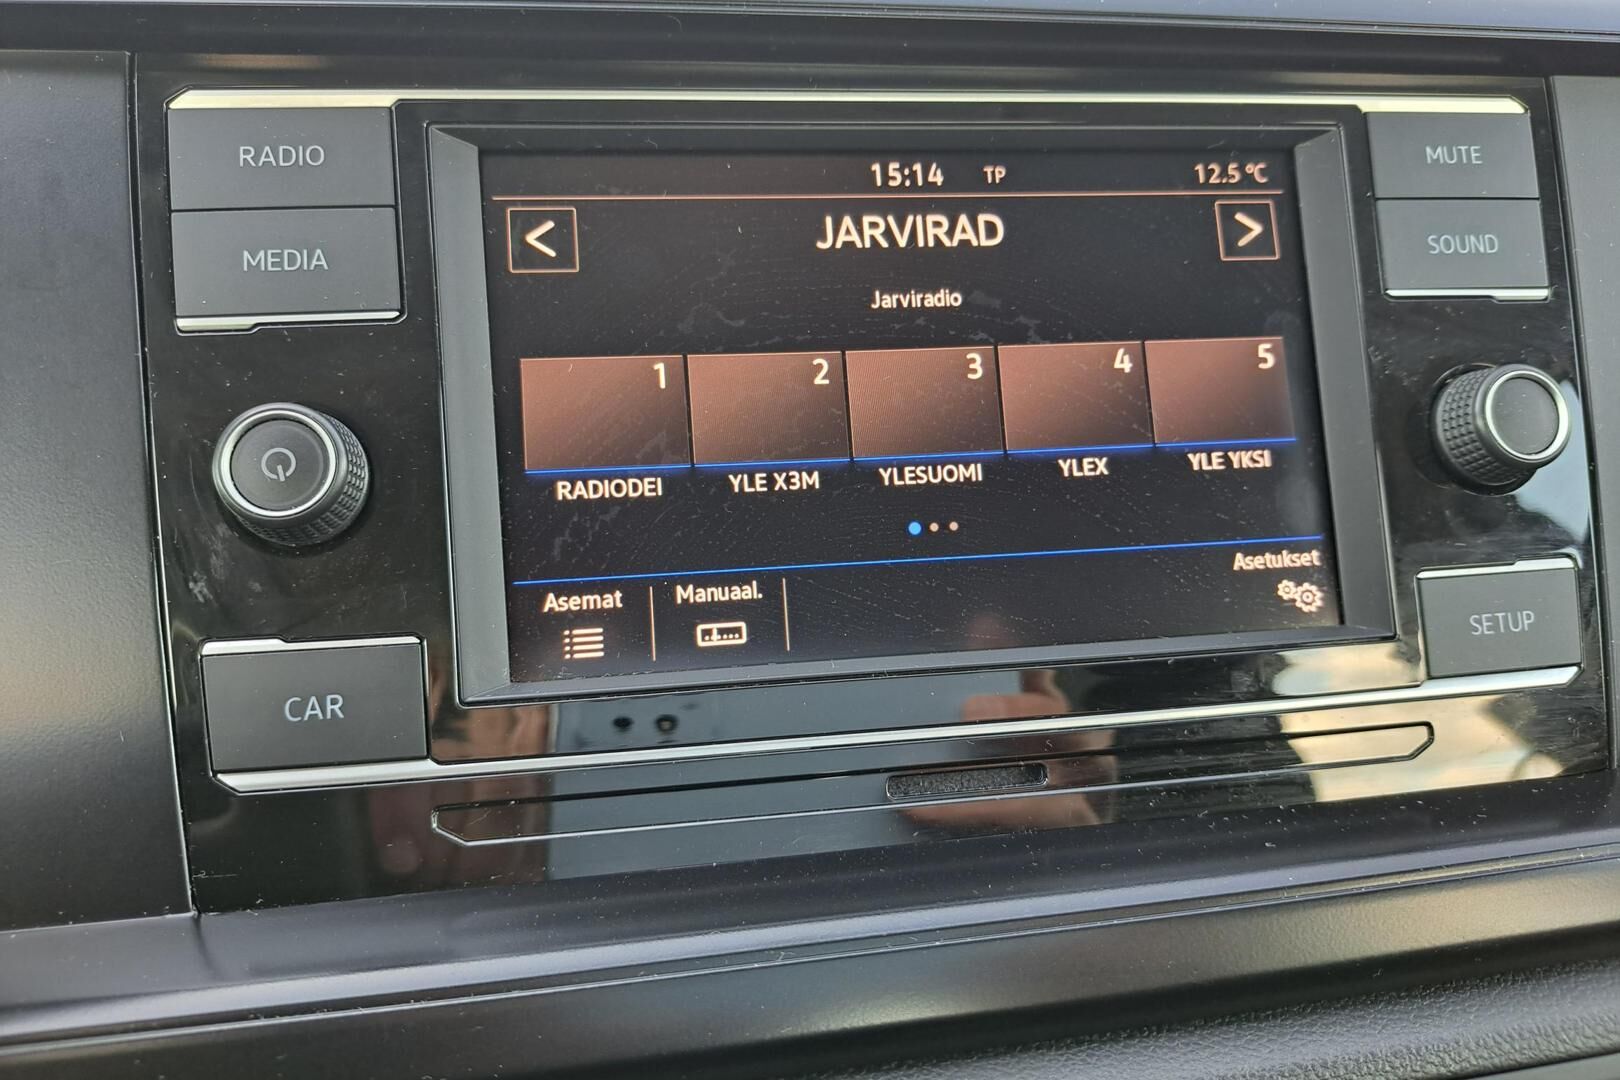 RADIO
MEDIA
CAR
15:14 TP 12.5 °C
<
JARVIRAD
>
Jarviradio
1 2 3 4 5
RADIODEI YLE X3M YLESUOMI YLEX YLE YKSI
Asemat Manuaal. Asetukset
MUTE
SOUND
SETUP